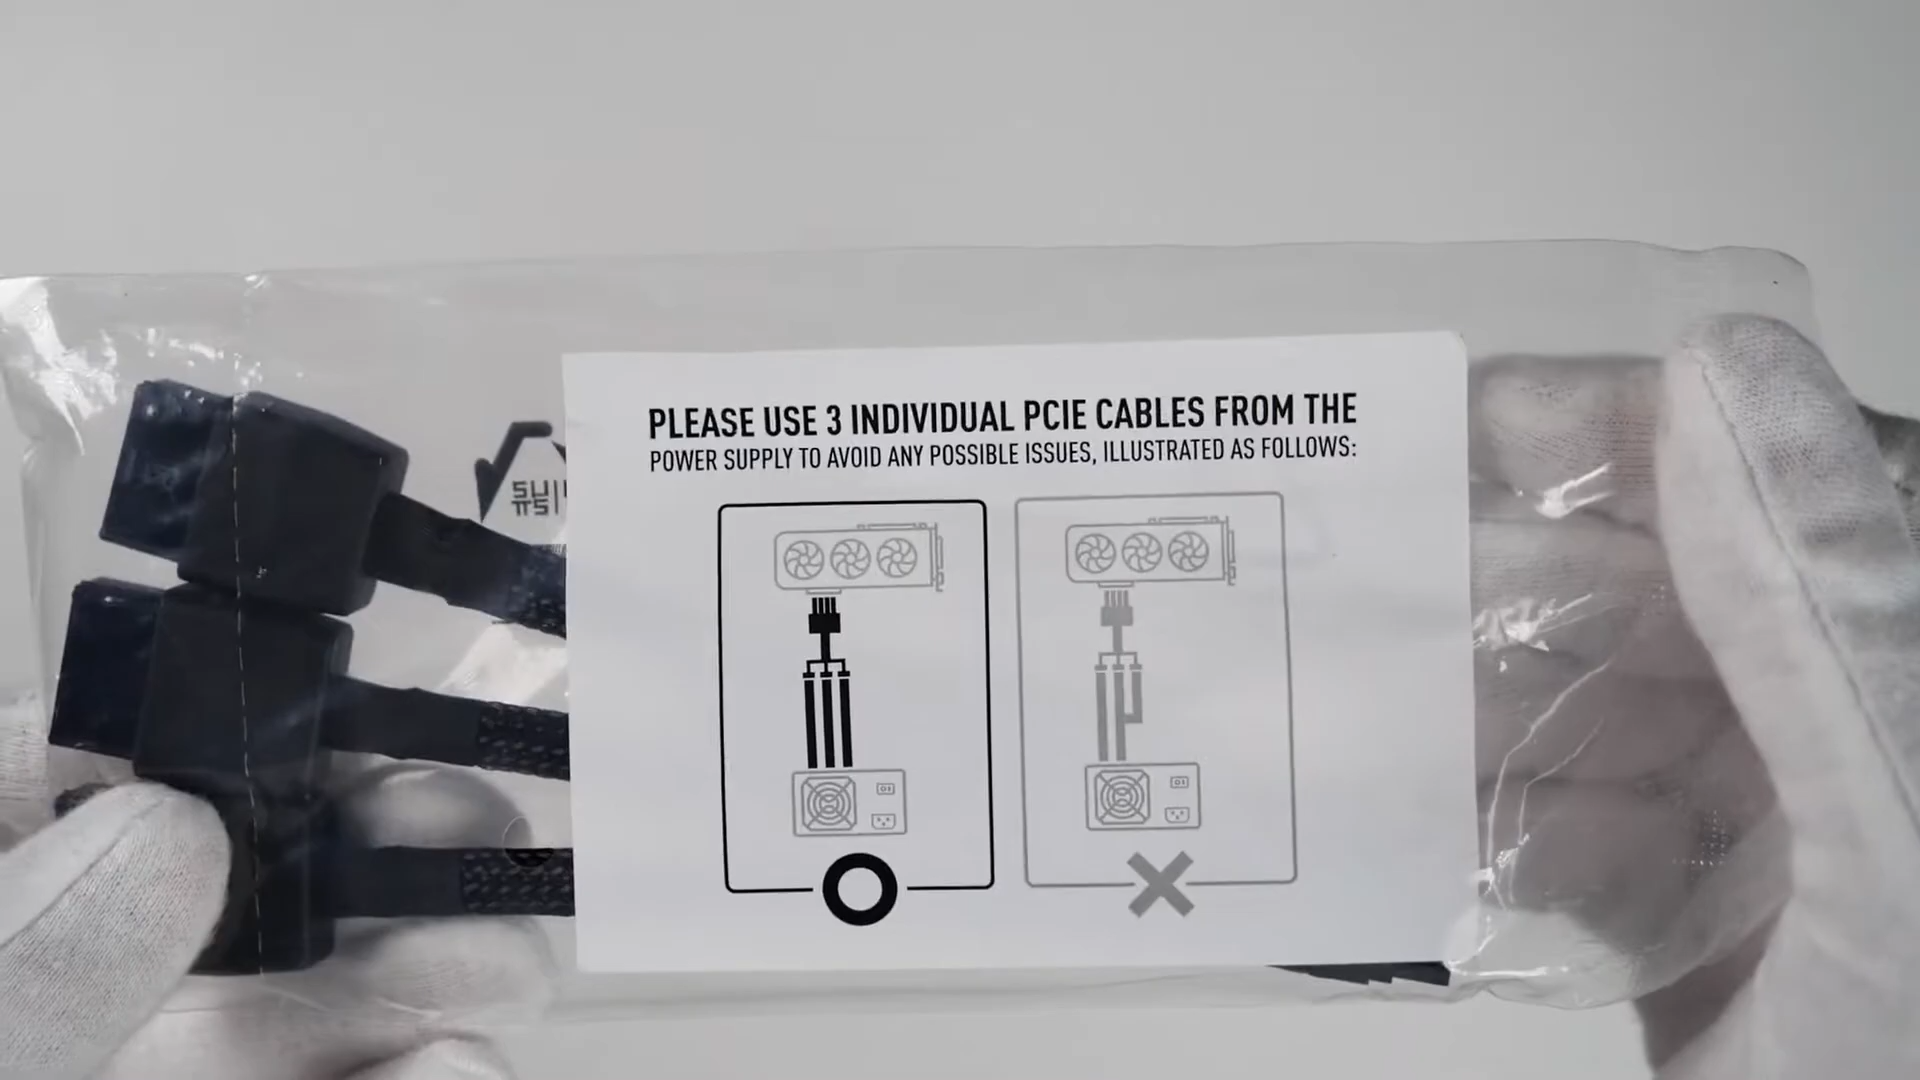 PLEASE USE 3 INDIVIDUAL PCIE CABLES FROM THE
POWER SUPPLY TO AVOID ANY POSSIBLE ISSUES, ILLUSTRATED AS FOLLOWS: